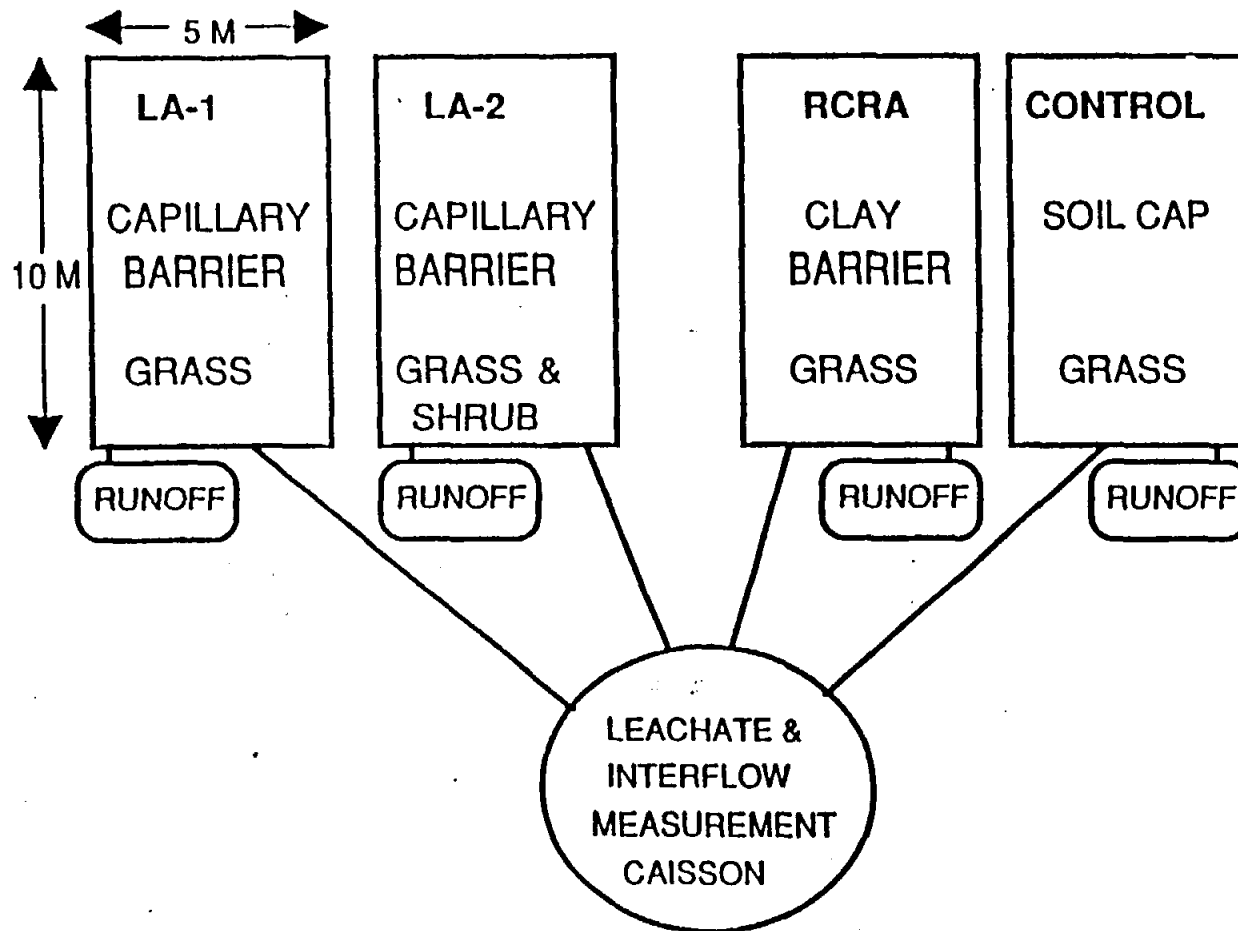 5 M
10 M
LA-1
CAPILLARY
BARRIER
GRASS
RUNOFF
LA-2
CAPILLARY
BARRIER
GRASS &
SHRUB
RUNOFF
RCRA
CLAY
BARRIER
GRASS
RUNOFF
CONTROL
SOIL CAP
GRASS
RUNOFF
LEACHATE &
INTERFLOW
MEASUREMENT
CAISSON